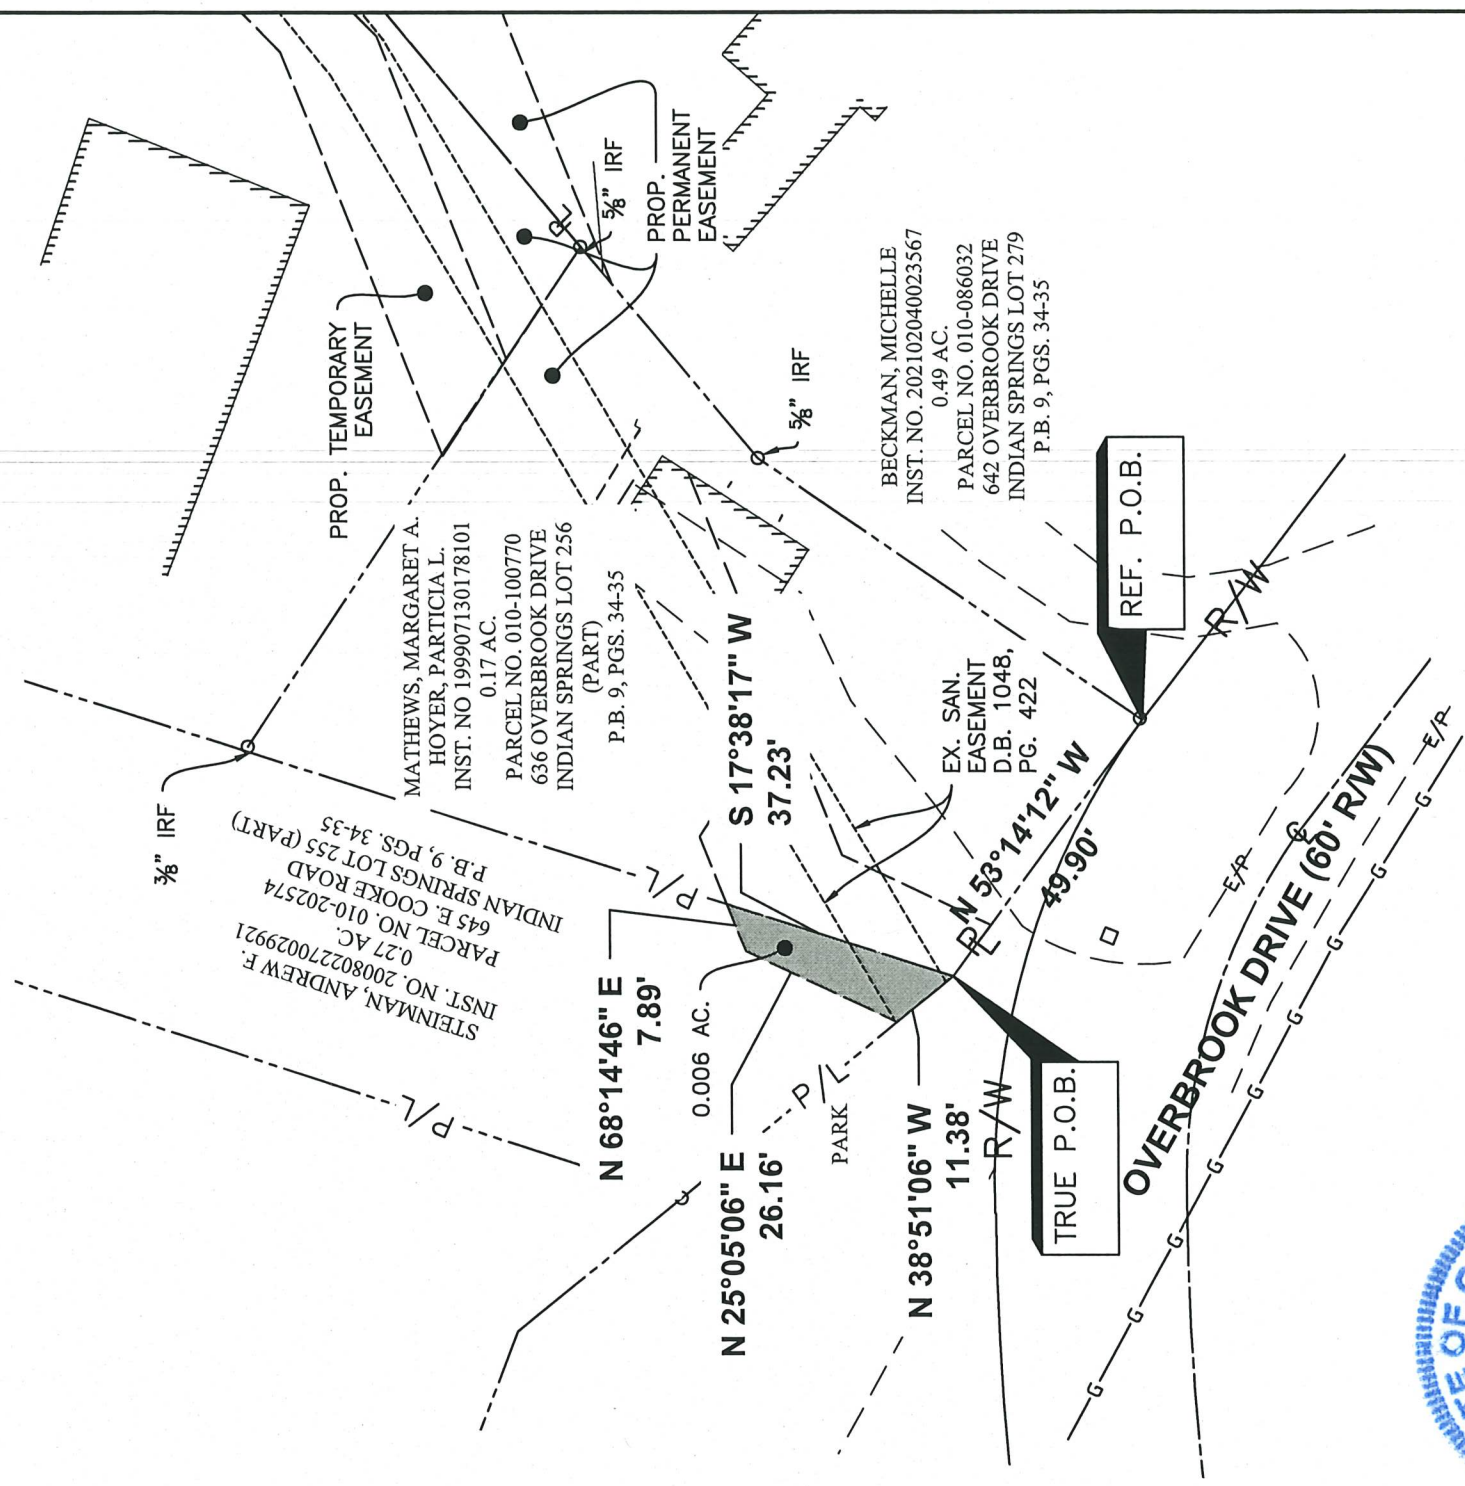 PROP. TEMPORARY
EASEMENT
PROP.
PERMANENT
EASEMENT
⅝" IRF
⅝" IRF
⅜" IRF
MATHEWS, MARGARET A.
HOYER, PARTICIA L.
INST. NO 199907130178101
0.17 AC.
PARCEL NO. 010-100770
636 OVERBROOK DRIVE
INDIAN SPRINGS LOT 256
(PART)
P.B. 9, PGS. 34-35
BECKMAN, MICHELLE
INST. NO. 202102040023567
0.49 AC.
PARCEL NO. 010-086032
642 OVERBROOK DRIVE
INDIAN SPRINGS LOT 279
P.B. 9, PGS. 34-35
STEINMAN, ANDREW E.
INST. NO. 200802270029921
0.27 AC.
PARCEL NO. 010-202574
645 E. COOKE ROAD
INDIAN SPRINGS LOT 255 (PART)
P.B. 9, PGS. 34-35
REF. P.O.B.
EX. SAN.
EASEMENT
D.B. 1048,
PG. 422
S 17°38'17" W
37.23'
N 53°14'12" W
49.90'
N 68°14'46" E
7.89'
0.006 AC.
N 25°05'06" E
26.16'
PARK
N 38°51'06" W
11.38'
TRUE P.O.B.
OVERBROOK DRIVE (60' R/W)
P/L
P/L
P/L
PL
PL
R/W
R/W
E/P
E/P
CL
G
G
G
G
G
G
G
G
TE OF